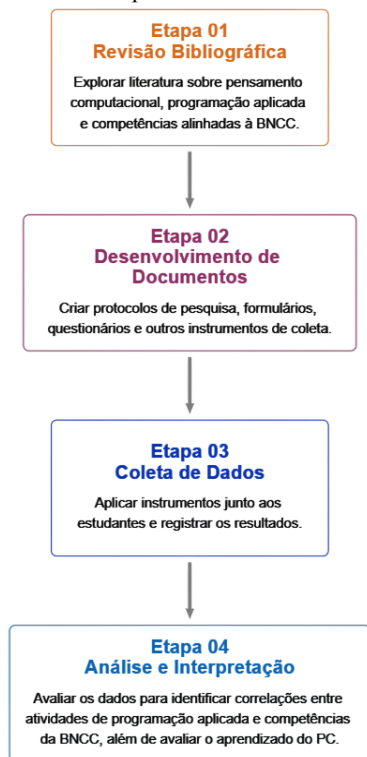 Etapa 01
Revisão Bibliográfica
Explorar literatura sobre pensamento
computacional, programação aplicada
e competências alinhadas à BNCC.
Etapa 02
Desenvolvimento de
Documentos
Criar protocolos de pesquisa, formulários,
questionários e outros instrumentos de coleta.
Etapa 03
Coleta de Dados
Aplicar instrumentos junto aos
estudantes e registrar os resultados.
Etapa 04
Análise e Interpretação
Avaliar os dados para identificar correlações entre
atividades de programação aplicada e competências
da BNCC, além de avaliar o aprendizado do PC.